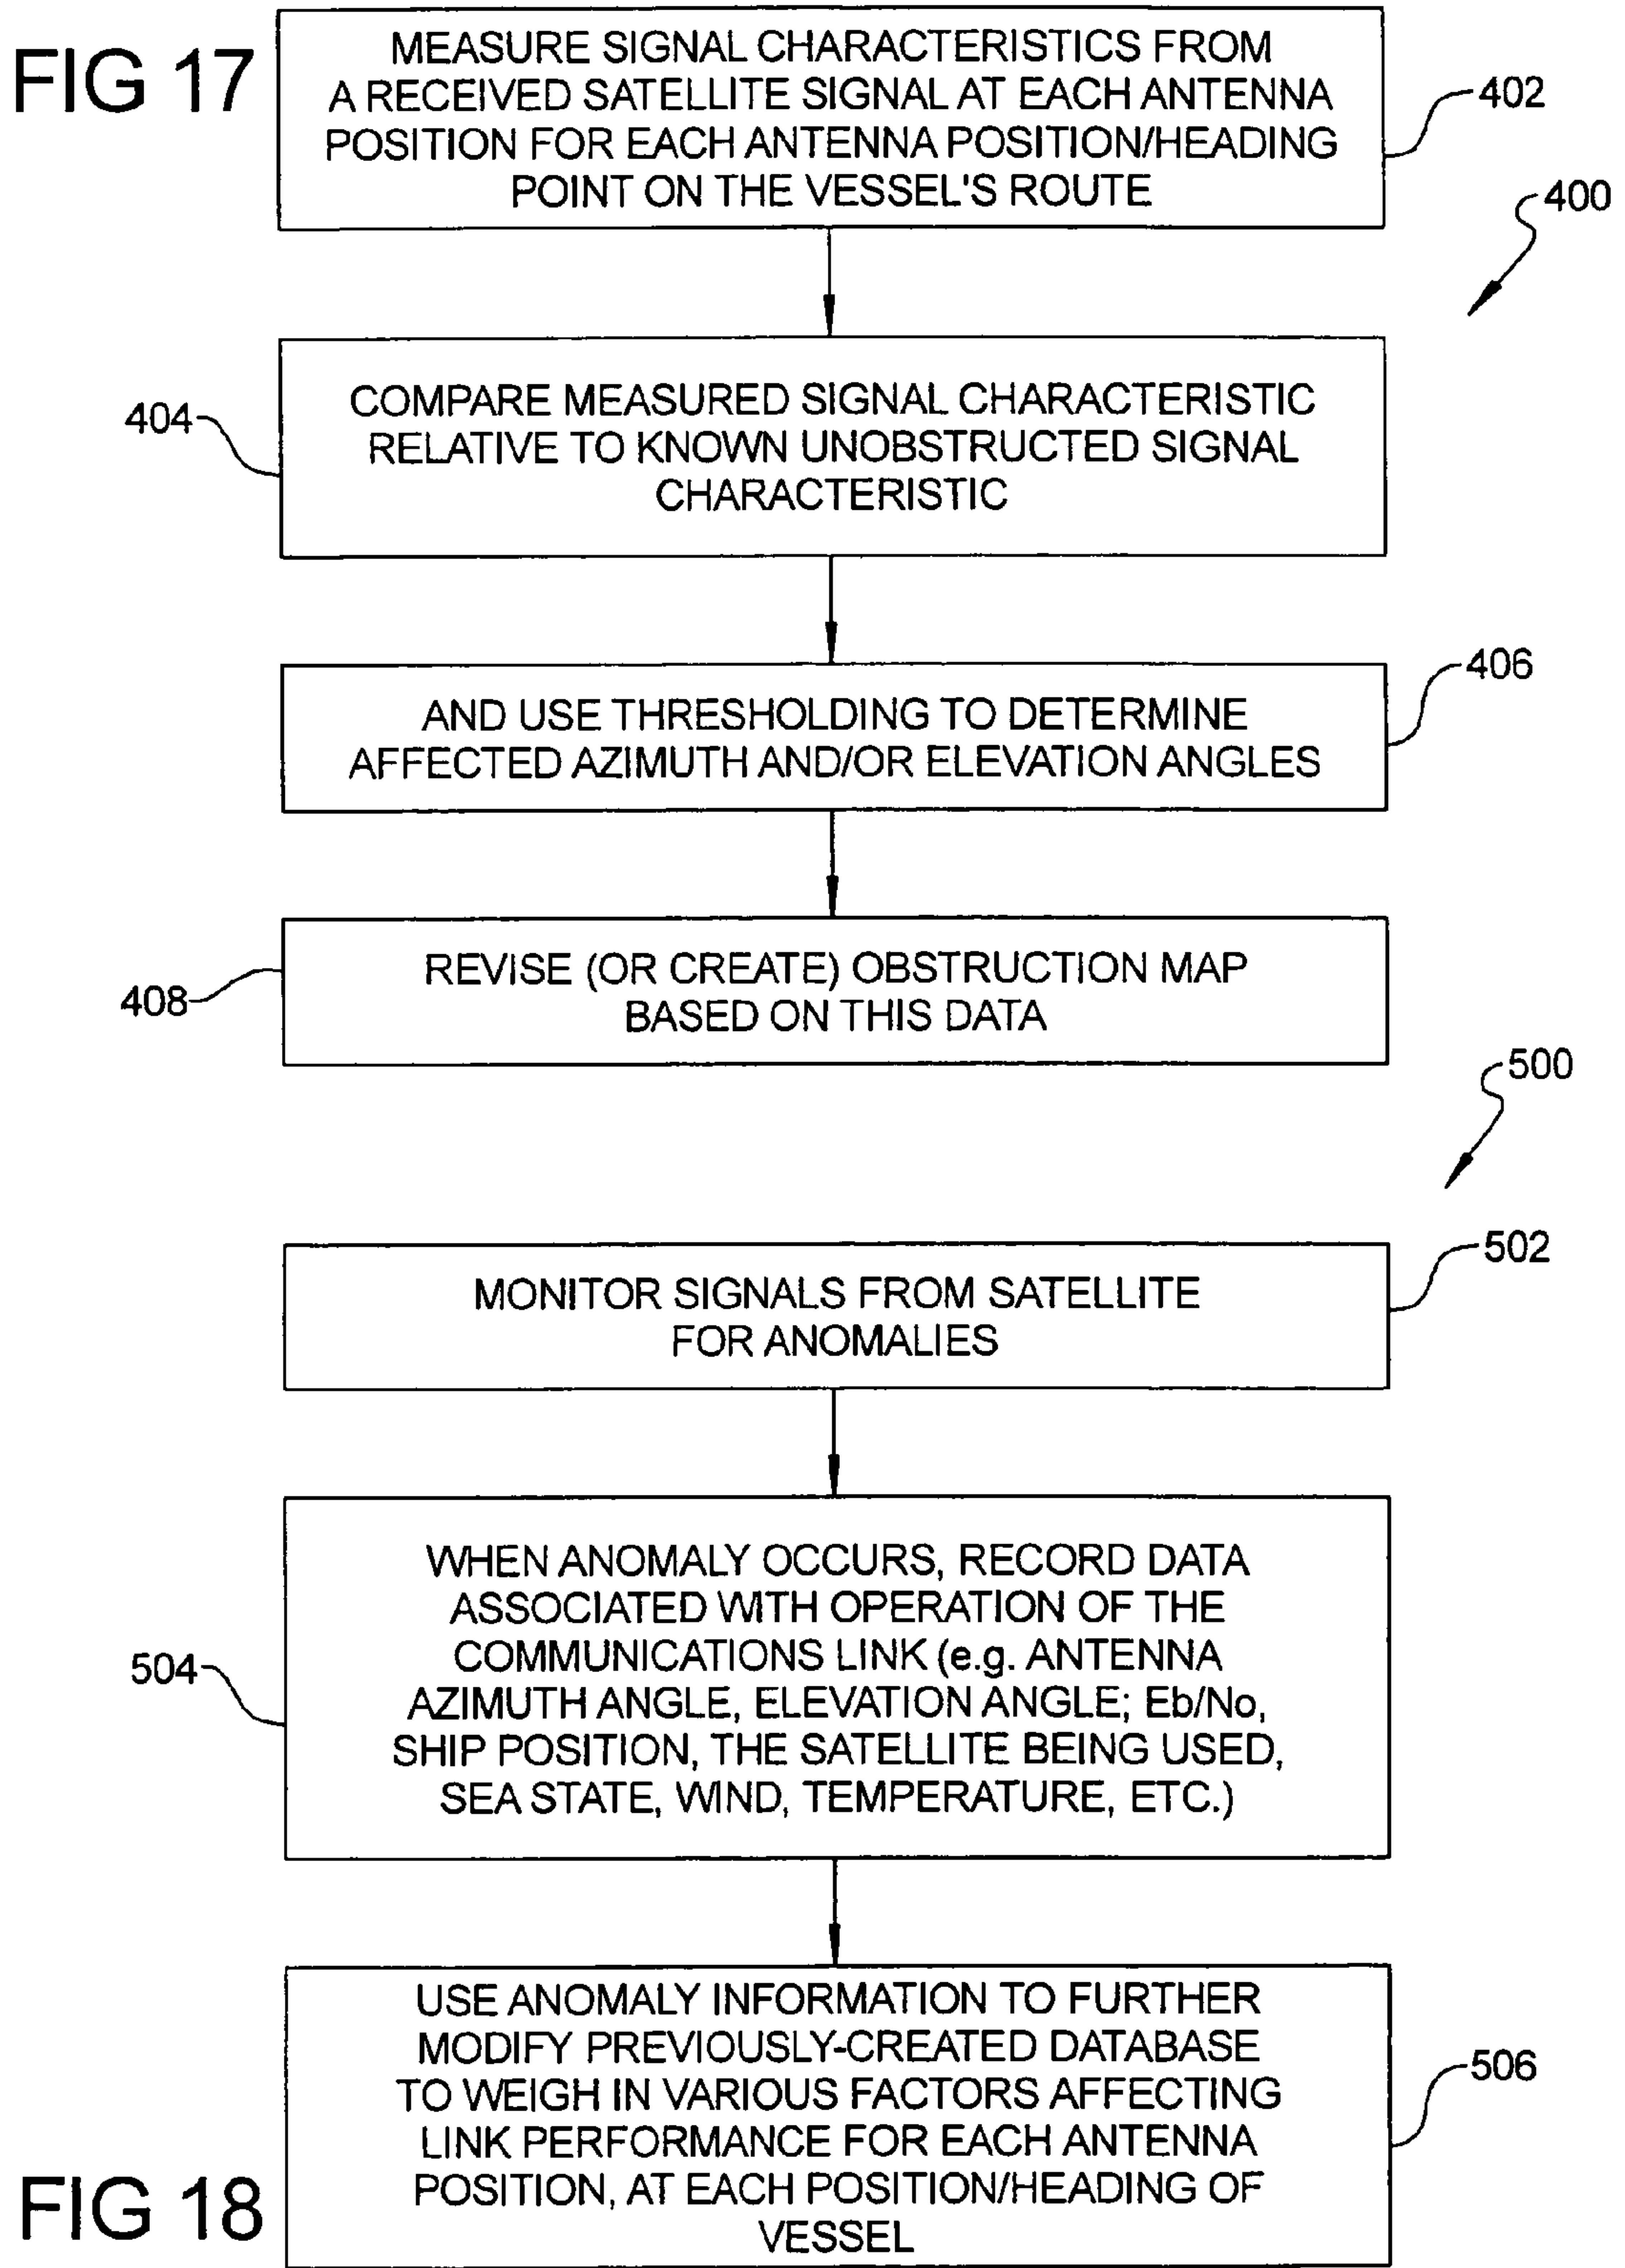 FIG 17
MEASURE SIGNAL CHARACTERISTICS FROM
A RECEIVED SATELLITE SIGNAL AT EACH ANTENNA
POSITION FOR EACH ANTENNA POSITION/HEADING
POINT ON THE VESSEL'S ROUTE
402
400
COMPARE MEASURED SIGNAL CHARACTERISTIC
RELATIVE TO KNOWN UNOBSTRUCTED SIGNAL
CHARACTERISTIC
404
406
AND USE THRESHOLDING TO DETERMINE
AFFECTED AZIMUTH AND/OR ELEVATION ANGLES
REVISE (OR CREATE) OBSTRUCTION MAP
BASED ON THIS DATA
408
500
502
MONITOR SIGNALS FROM SATELLITE
FOR ANOMALIES
WHEN ANOMALY OCCURS, RECORD DATA
ASSOCIATED WITH OPERATION OF THE
COMMUNICATIONS LINK (e.g. ANTENNA
AZIMUTH ANGLE, ELEVATION ANGLE; Eb/No,
SHIP POSITION, THE SATELLITE BEING USED,
SEA STATE, WIND, TEMPERATURE, ETC.)
504
USE ANOMALY INFORMATION TO FURTHER
MODIFY PREVIOUSLY-CREATED DATABASE
TO WEIGH IN VARIOUS FACTORS AFFECTING
LINK PERFORMANCE FOR EACH ANTENNA
POSITION, AT EACH POSITION/HEADING OF
VESSEL
506
FIG 18